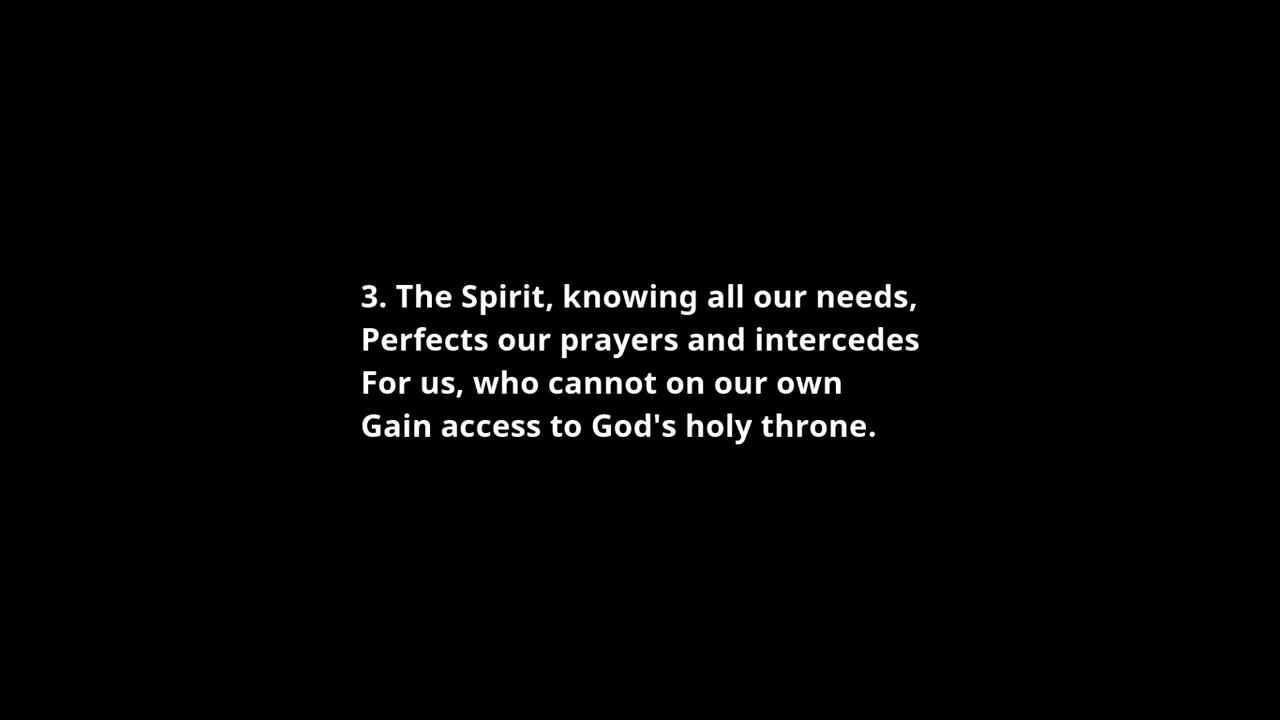 3. The Spirit, knowing all our needs,
Perfects our prayers and intercedes
For us, who cannot on our own
Gain access to God's holy throne.